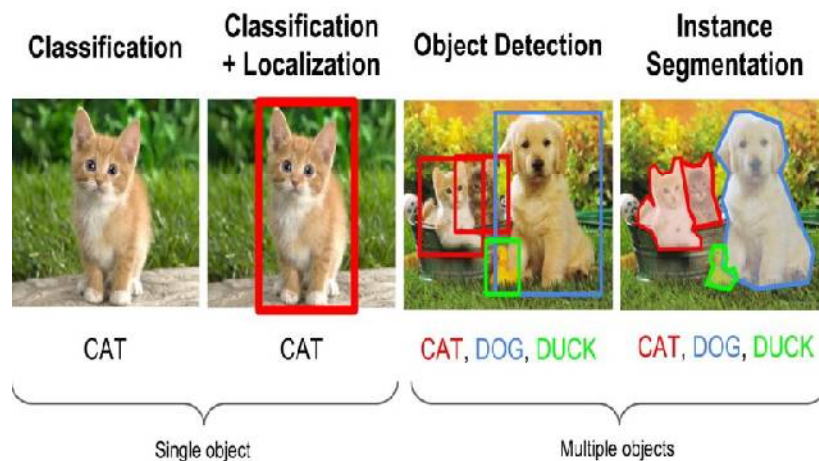 Classification
Classification
+ Localization
Object Detection
Instance
Segmentation
CAT
CAT
CAT, DOG, DUCK
CAT, DOG, DUCK
Single object
Multiple objects